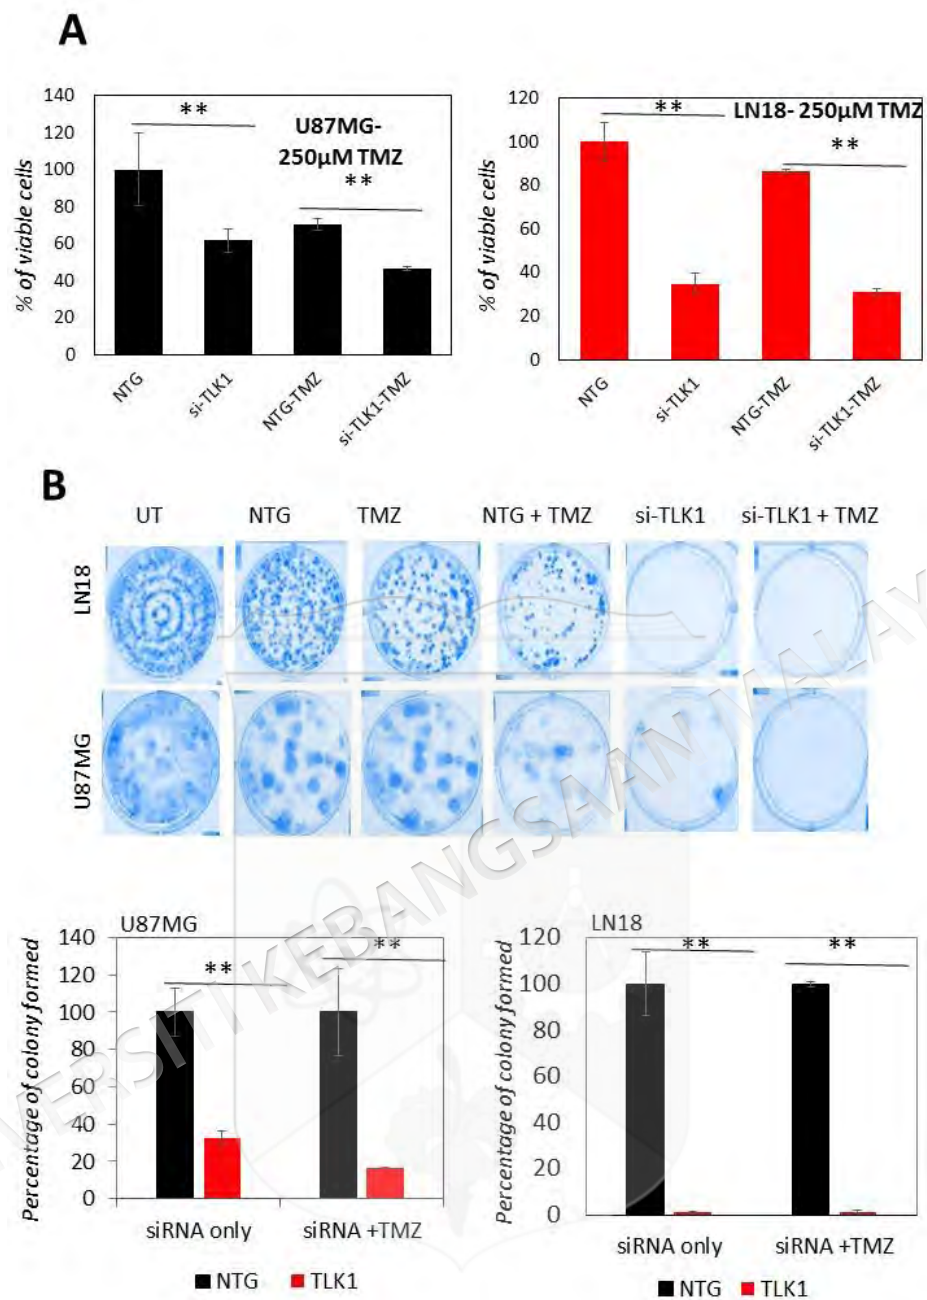 A
140
120
100
80
60
40
20
0
% of viable cells
**
U87MG-
250µM TMZ
**
NTG
si-TLK1
NTG-TMZ
si-TLK1-TMZ
120
100
80
60
40
20
0
% of viable cells
**
LN18- 250µM TMZ
**
NTG
si-TLK1
NTG-TMZ
si-TLK1-TMZ
B
UT NTG TMZ NTG + TMZ si-TLK1 si-TLK1 + TMZ
LN18
U87MG
U87MG
140
120
100
80
60
40
20
0
Percentage of colony formed
**
**
siRNA only siRNA +TMZ
NTG TLK1
LN18
120
100
80
60
40
20
0
Percentage of colony formed
**
**
siRNA only siRNA +TMZ
NTG TLK1
VERSITI KEBANGSAAN MALAY